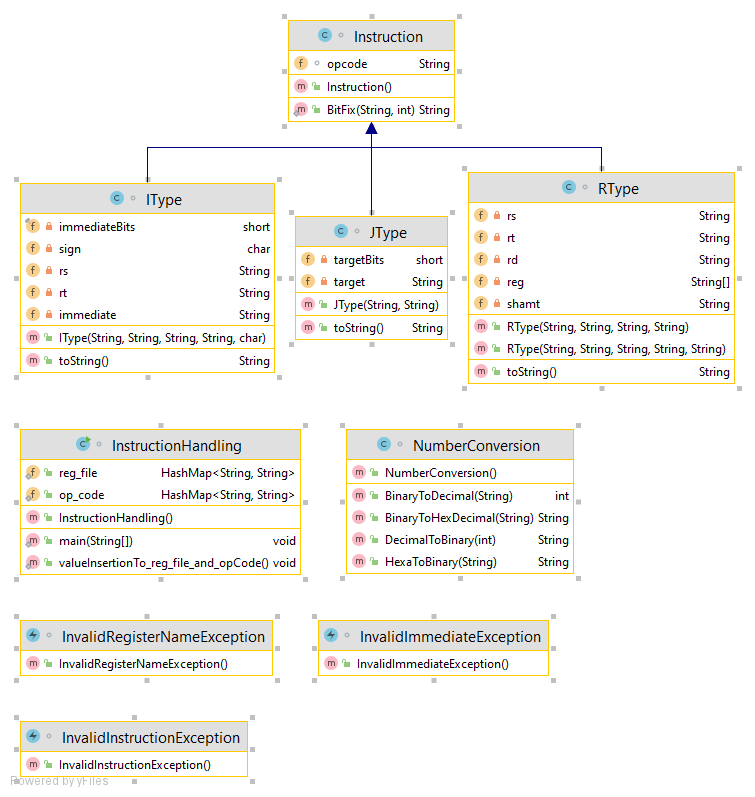 Instruction
opcode String
Instruction()
BitFix(String, int) String
IType
immediateBits short
sign char
rs String
rt String
immediate String
IType(String, String, String, String, char)
toString() String
JType
targetBits short
target String
JType(String, String)
toString() String
RType
rs String
rt String
rd String
reg String[]
shamt String
RType(String, String, String, String)
RType(String, String, String, String, String)
toString() String
InstructionHandling
reg_file HashMap<String, String>
op_code HashMap<String, String>
InstructionHandling()
main(String[]) void
valueInsertionTo_reg_file_and_opCode() void
NumberConversion
NumberConversion()
BinaryToDecimal(String) int
BinaryToHexDecimal(String) String
DecimalToBinary(int) String
HexaToBinary(String) String
InvalidRegisterNameException
InvalidRegisterNameException()
InvalidImmediateException
InvalidImmediateException()
InvalidInstructionException
InvalidInstructionException()
Powered by yFiles